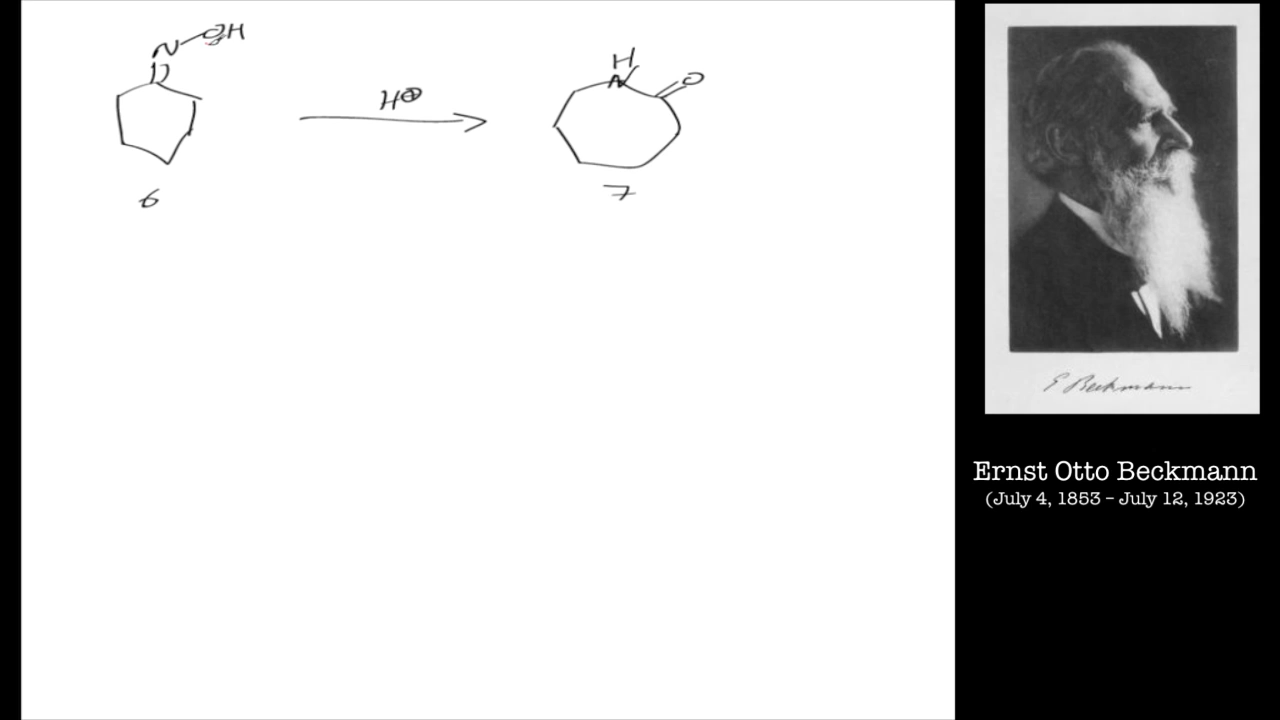 N OH
H⊕
H
N O
6
7
E Beckmann
Ernst Otto Beckmann
(July 4, 1853 – July 12, 1923)